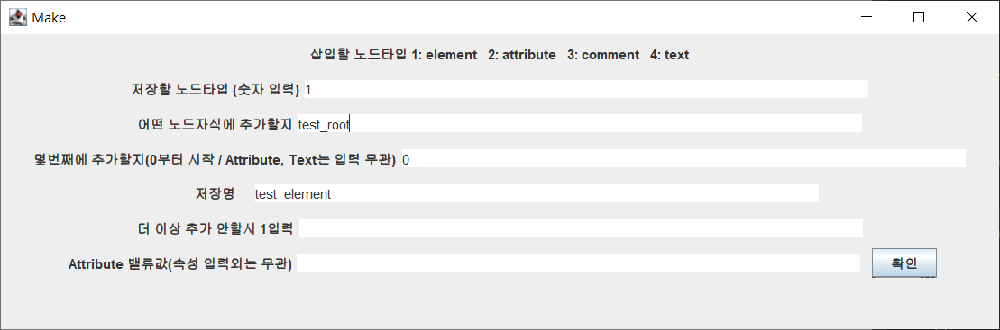 Make
삽입할 노드타입 1: element 2: attribute 3: comment 4: text
저장할 노드타입 (숫자 입력) 1
어떤 노드자식에 추가할지 test_root
몇번째에 추가할지(0부터 시작 / Attribute, Text는 입력 무관) 0
저장명 test_element
더 이상 추가 안할시 1입력
Attribute 밸류값(속성 입력외는 무관) 확인